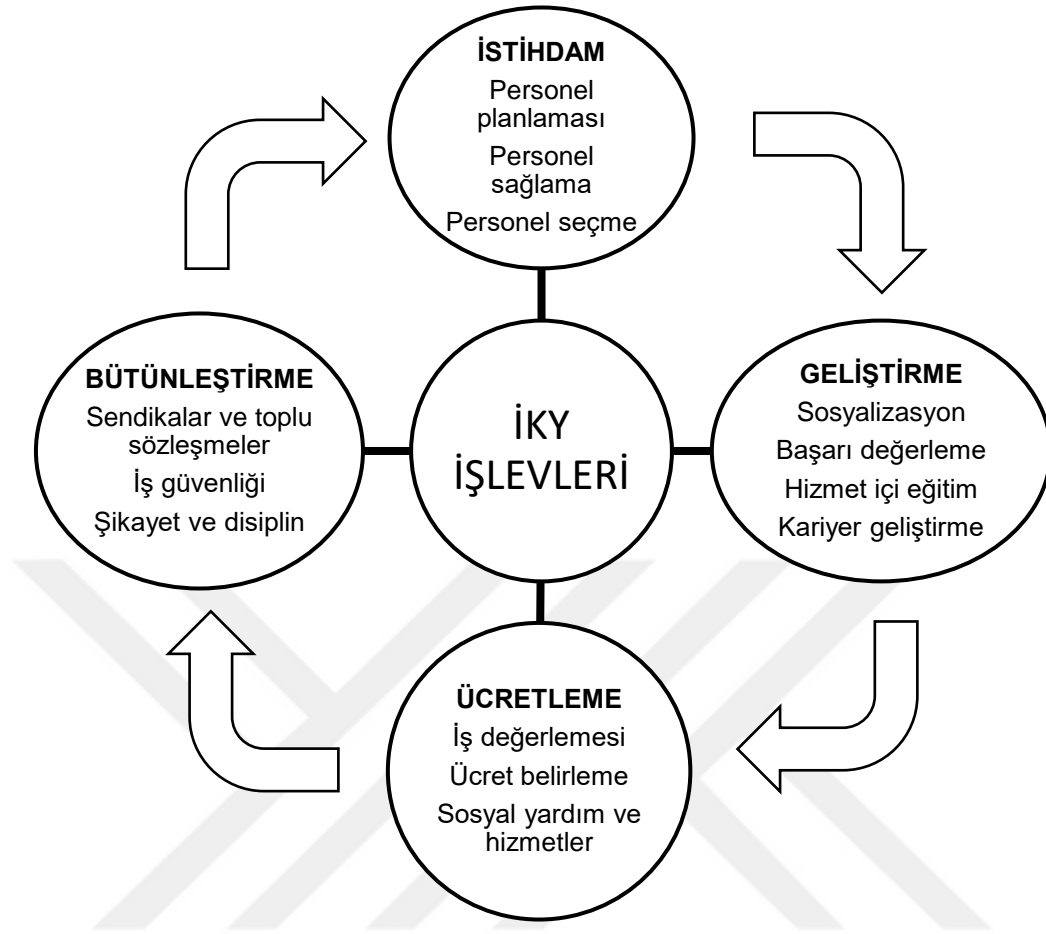 İSTİHDAM
Personel
planlaması
Personel
sağlama
Personel seçme
BÜTÜNLEŞTİRME
Sendikalar ve toplu
sözleşmeler
İş güvenliği
Şikayet ve disiplin
İKY
İŞLEVLERİ
GELİŞTİRME
Sosyalizasyon
Başarı değerleme
Hizmet içi eğitim
Kariyer geliştirme
ÜCRETLEME
İş değerlemesi
Ücret belirleme
Sosyal yardım ve
hizmetler